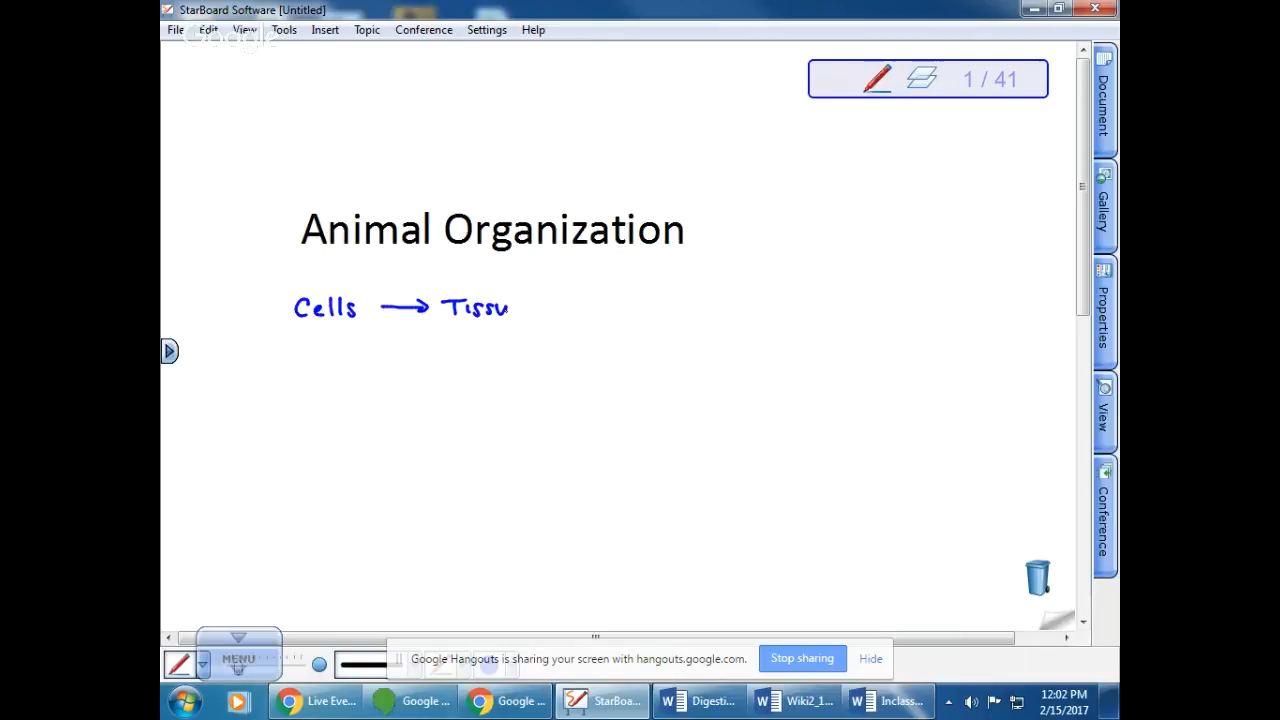 StarBoard Software [Untitled]
File Edit View Tools Insert Topic Conference Settings Help
Google
1 / 41
Document
Gallery
Properties
View
Conference
Animal Organization
Cells → Tissu
MENU
Google Hangouts is sharing your screen with hangouts.google.com. Stop sharing Hide
Live Eve... Google ... Google ... StarBoa... Digesti... Wiki2_1... Inclass... 12:02 PM
2/15/2017